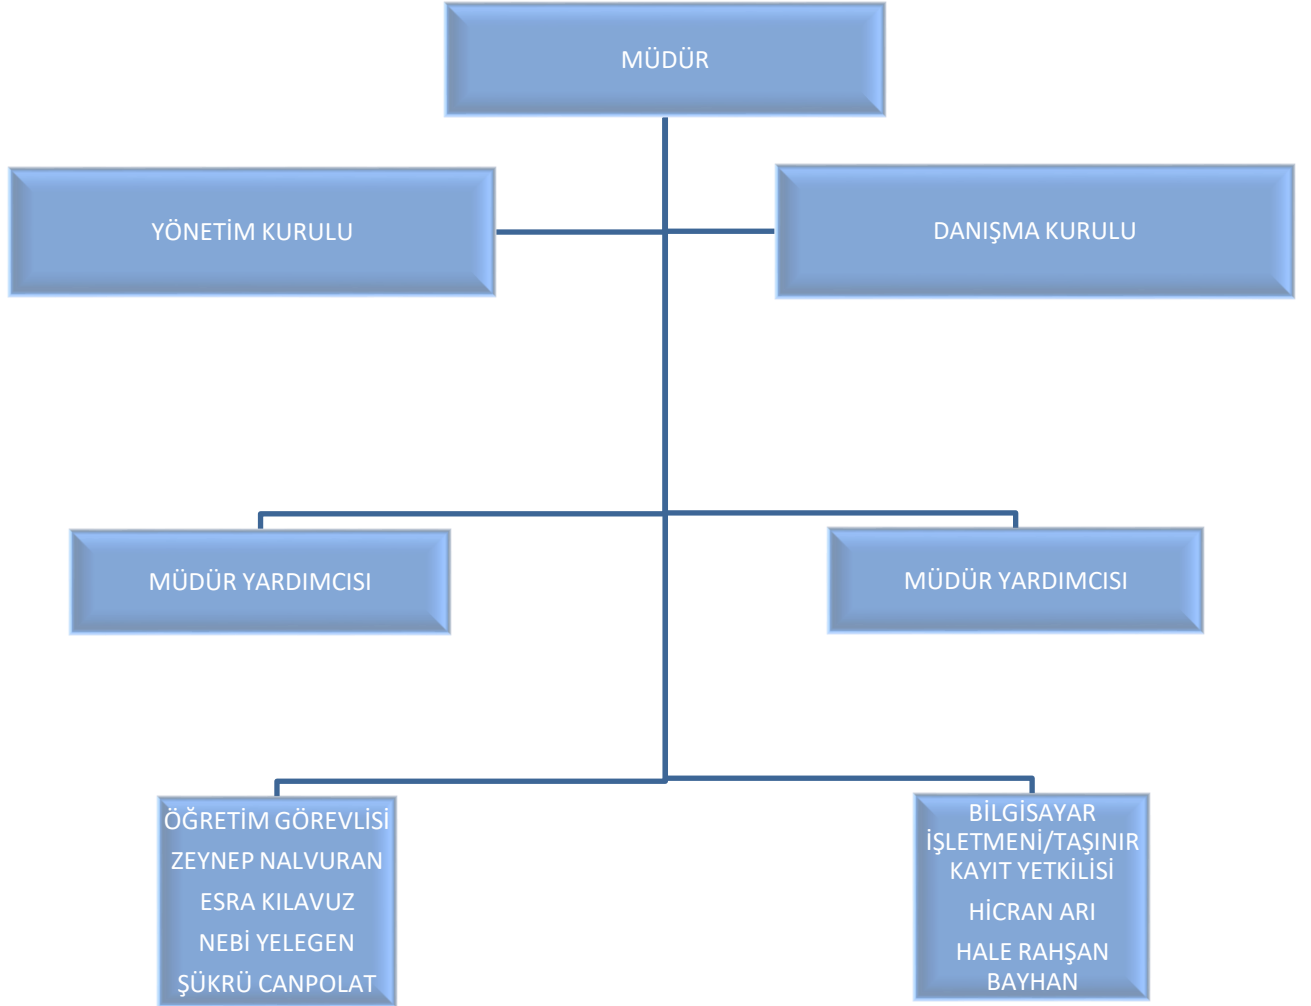 MÜDÜR
YÖNETİM KURULU
DANIŞMA KURULU
MÜDÜR YARDIMCISI
MÜDÜR YARDIMCISI
ÖĞRETİM GÖREVLİSİ
ZEYNEP NALVURAN
ESRA KILAVUZ
NEBİ YELEGEN
ŞÜKRÜ CANPOLAT
BİLGİSAYAR
İŞLETMENİ/TAŞINIR
KAYIT YETKİLİSİ
HİCRAN ARI
HALE RAHŞAN
BAYHAN